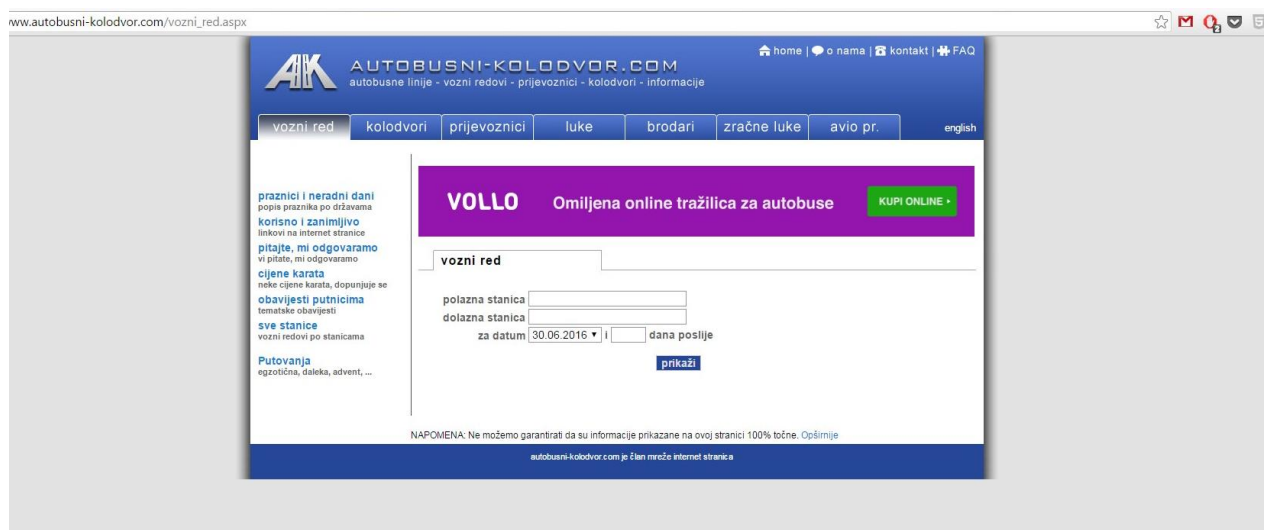 www.autobusni-kolodvor.com/vozni_red.aspx
home | o nama | kontakt | FAQ
AK
AUTOBUSNI-KOLODVOR.COM
autobusne linije - vozni redovi - prijevoznici - kolodvori - informacije
vozni red kolodvori prijevoznici luke brodari zračne luke avio pr. english
praznici i neradni dani
popis praznika po državama
korisno i zanimljivo
linkovi na internet stranice
pitajte, mi odgovaramo
vi pitate, mi odgovaramo
cijene karata
neke cijene karata, dopunjuje se
obavijesti putnicima
tematske obavijesti
sve stanice
vozni redovi po stanicama
Putovanja
egzotična, daleka, advent, ...
VOLLO Omiljena online tražilica za autobuse KUPI ONLINE
vozni red
polazna stanica
dolazna stanica
za datum 30.06.2016 i dana poslije
prikaži
NAPOMENA: Ne možemo garantirati da su informacije prikazane na ovoj stranici 100% točne. Opširnije
autobusni-kolodvor.com je član mreže internet stranica